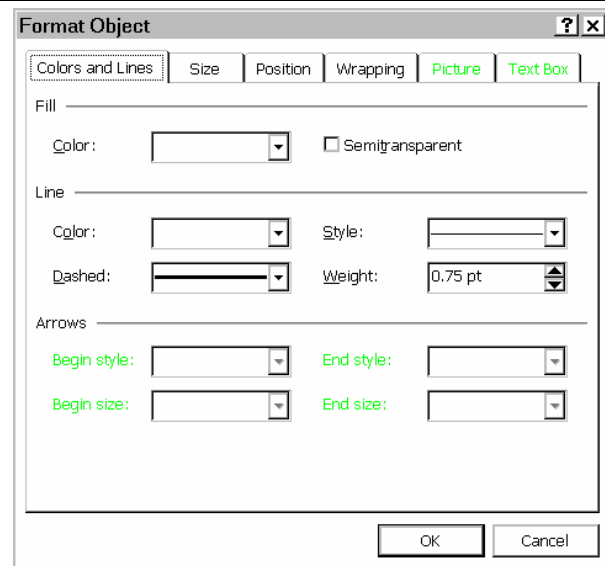 Format Object
Colors and Lines Size Position Wrapping Picture Text Box
Fill
Color: Semitransparent
Line
Color: Style:
Dashed: Weight: 0.75 pt
Arrows
Begin style: End style:
Begin size: End size:
OK Cancel